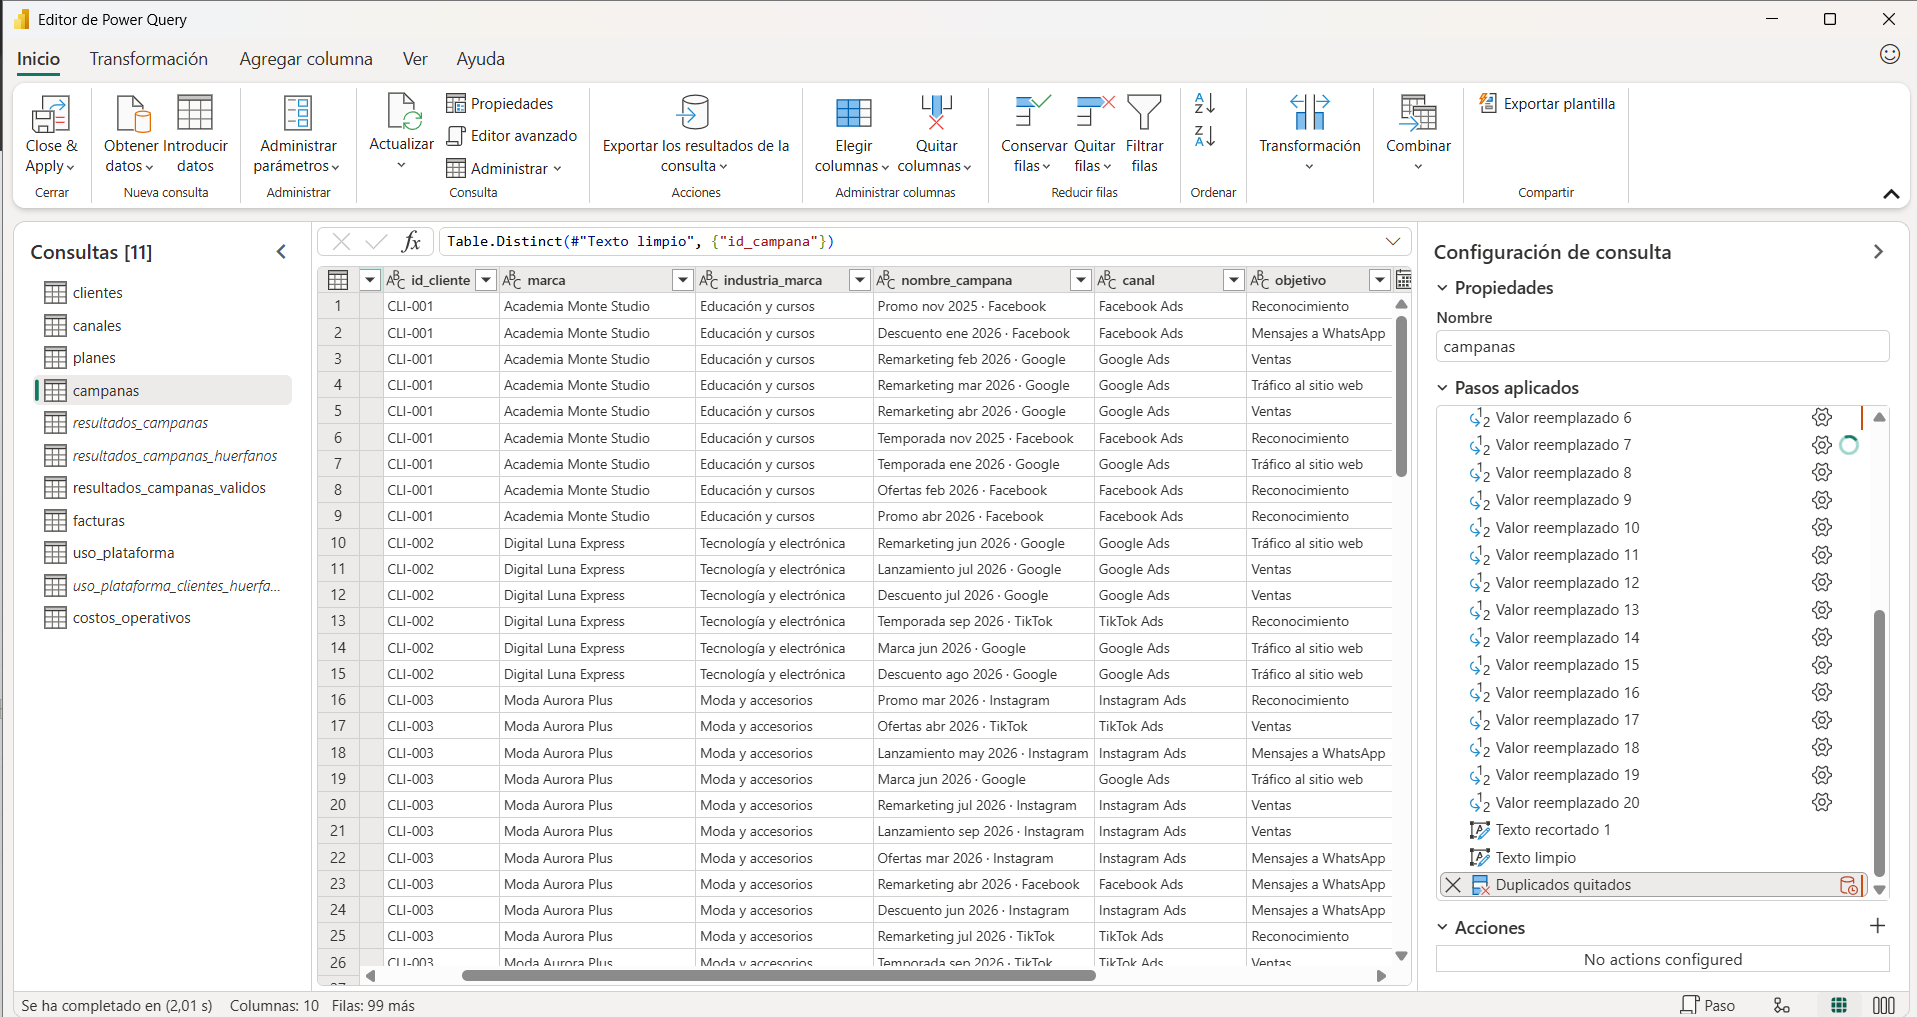 Editor de Power Query
Inicio Transformación Agregar columna Ver Ayuda
Close & Apply
Obtener datos
Introducir datos
Administrar parámetros
Actualizar
Propiedades
Editor avanzado
Administrar
Exportar los resultados de la consulta
Elegir columnas
Quitar columnas
Conservar filas
Quitar filas
Filtrar filas
Transformación
Combinar
Exportar plantilla
Cerrar Nueva consulta Administrar Consulta Acciones Administrar columnas Reducir filas Ordenar Compartir
Consultas [11]
clientes
canales
planes
campanas
resultados_campanas
resultados_campanas_huerfanos
resultados_campanas_validos
facturas
uso_plataforma
uso_plataforma_clientes_huerfa...
costos_operativos
fx Table.Distinct(#"Texto limpio", {"id_campana"})
id_cliente marca industria_marca nombre_campana canal objetivo
1 CLI-001 Academia Monte Studio Educación y cursos Promo nov 2025 · Facebook Facebook Ads Reconocimiento
2 CLI-001 Academia Monte Studio Educación y cursos Descuento ene 2026 · Facebook Facebook Ads Mensajes a WhatsApp
3 CLI-001 Academia Monte Studio Educación y cursos Remarketing feb 2026 · Google Google Ads Ventas
4 CLI-001 Academia Monte Studio Educación y cursos Remarketing mar 2026 · Google Google Ads Tráfico al sitio web
5 CLI-001 Academia Monte Studio Educación y cursos Remarketing abr 2026 · Google Google Ads Ventas
6 CLI-001 Academia Monte Studio Educación y cursos Temporada nov 2025 · Facebook Facebook Ads Reconocimiento
7 CLI-001 Academia Monte Studio Educación y cursos Temporada ene 2026 · Google Google Ads Tráfico al sitio web
8 CLI-001 Academia Monte Studio Educación y cursos Ofertas feb 2026 · Facebook Facebook Ads Reconocimiento
9 CLI-001 Academia Monte Studio Educación y cursos Promo abr 2026 · Facebook Facebook Ads Reconocimiento
10 CLI-002 Digital Luna Express Tecnología y electrónica Remarketing jun 2026 · Google Google Ads Tráfico al sitio web
11 CLI-002 Digital Luna Express Tecnología y electrónica Lanzamiento jul 2026 · Google Google Ads Ventas
12 CLI-002 Digital Luna Express Tecnología y electrónica Descuento jul 2026 · Google Google Ads Ventas
13 CLI-002 Digital Luna Express Tecnología y electrónica Temporada sep 2026 · TikTok TikTok Ads Reconocimiento
14 CLI-002 Digital Luna Express Tecnología y electrónica Marca jun 2026 · Google Google Ads Tráfico al sitio web
15 CLI-002 Digital Luna Express Tecnología y electrónica Descuento ago 2026 · Google Google Ads Tráfico al sitio web
16 CLI-003 Moda Aurora Plus Moda y accesorios Promo mar 2026 · Instagram Instagram Ads Reconocimiento
17 CLI-003 Moda Aurora Plus Moda y accesorios Ofertas abr 2026 · TikTok TikTok Ads Ventas
18 CLI-003 Moda Aurora Plus Moda y accesorios Lanzamiento may 2026 · Instagram Instagram Ads Mensajes a WhatsApp
19 CLI-003 Moda Aurora Plus Moda y accesorios Marca jun 2026 · Google Google Ads Tráfico al sitio web
20 CLI-003 Moda Aurora Plus Moda y accesorios Remarketing jul 2026 · Instagram Instagram Ads Ventas
21 CLI-003 Moda Aurora Plus Moda y accesorios Lanzamiento sep 2026 · Instagram Instagram Ads Ventas
22 CLI-003 Moda Aurora Plus Moda y accesorios Ofertas mar 2026 · Instagram Instagram Ads Mensajes a WhatsApp
23 CLI-003 Moda Aurora Plus Moda y accesorios Remarketing abr 2026 · Facebook Facebook Ads Mensajes a WhatsApp
24 CLI-003 Moda Aurora Plus Moda y accesorios Descuento jun 2026 · Instagram Instagram Ads Mensajes a WhatsApp
25 CLI-003 Moda Aurora Plus Moda y accesorios Remarketing jul 2026 · TikTok TikTok Ads Reconocimiento
26 CLI-003 Moda Aurora Plus Moda y accesorios Temporada sep 2026 · TikTok TikTok Ads Ventas
Configuración de consulta
Propiedades
Nombre
campanas
Pasos aplicados
Valor reemplazado 6
Valor reemplazado 7
Valor reemplazado 8
Valor reemplazado 9
Valor reemplazado 10
Valor reemplazado 11
Valor reemplazado 12
Valor reemplazado 13
Valor reemplazado 14
Valor reemplazado 15
Valor reemplazado 16
Valor reemplazado 17
Valor reemplazado 18
Valor reemplazado 19
Valor reemplazado 20
Texto recortado 1
Texto limpio
Duplicados quitados
Acciones
No actions configured
Se ha completado en (2,01 s) Columnas: 10 Filas: 99 más
Paso